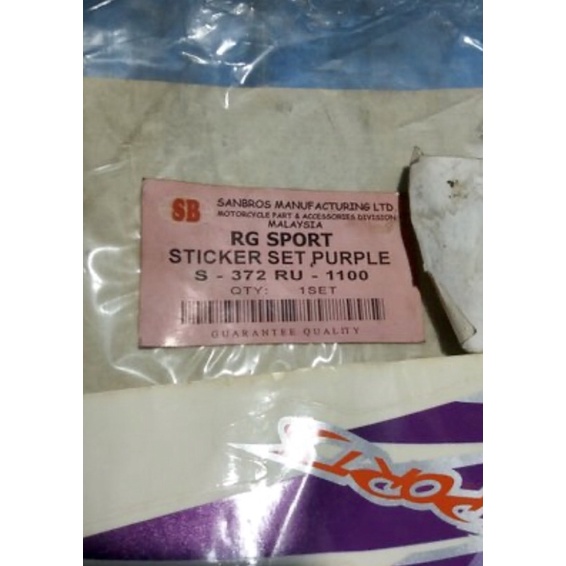 SB
SANBROS MANUFACTURING LTD.
MOTORCYCLE PART & ACCESSORIES DIVISION
MALAYSIA
RG SPORT
STICKER SET PURPLE
S - 372 RU - 1100
QTY: 1SET
GUARANTEE QUALITY
SPORTS